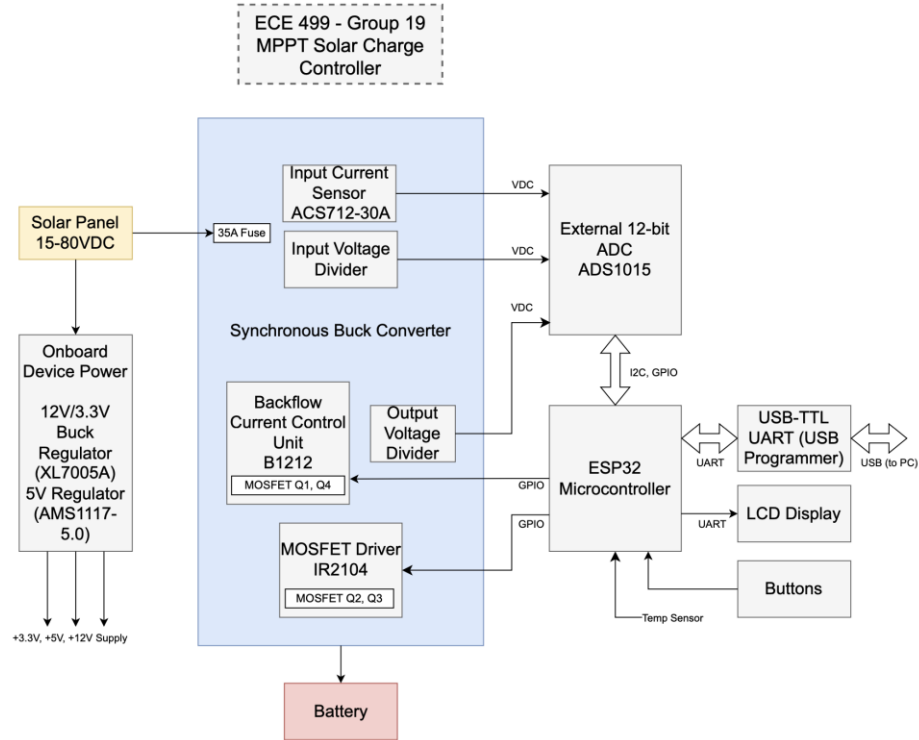 ECE 499 - Group 19
MPPT Solar Charge
Controller
Solar Panel
15-80VDC
35A Fuse
Input Current
Sensor
ACS712-30A
Input Voltage
Divider
VDC
VDC
VDC
External 12-bit
ADC
ADS1015
Synchronous Buck Converter
Onboard
Device Power
12V/3.3V
Buck
Regulator
(XL7005A)
5V Regulator
(AMS1117-
5.0)
+3.3V, +5V, +12V Supply
Backflow
Current Control
Unit
B1212
MOSFET Q1, Q4
Output
Voltage
Divider
MOSFET Driver
IR2104
MOSFET Q2, Q3
I2C, GPIO
GPIO
GPIO
ESP32
Microcontroller
UART
USB-TTL
UART (USB
Programmer)
USB (to PC)
UART
LCD Display
Buttons
Temp Sensor
Battery